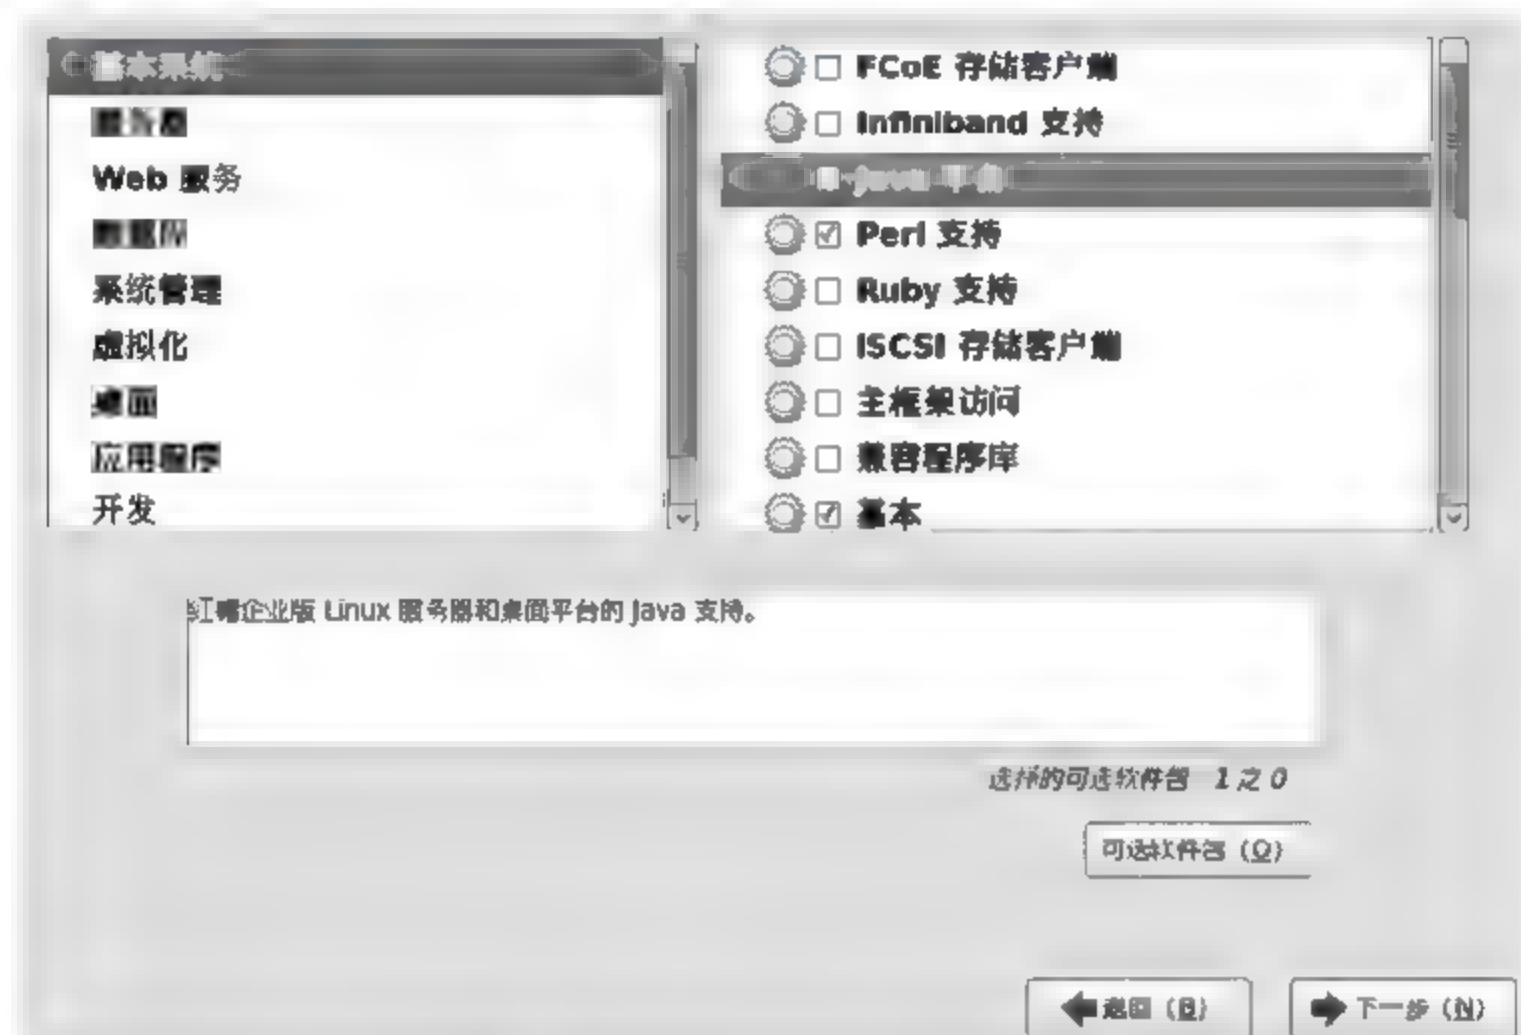 基本系统
服务器
Web 服务
数据库
系统管理
虚拟化
桌面
应用程序
开发
FCoE 存储客户端
Infiniband 支持
Java 平台
Perl 支持
Ruby 支持
iSCSI 存储客户端
主框架访问
兼容程序库
基本
红帽企业版 Linux 服务器和桌面平台的 Java 支持。
选择的可选软件包 1 之 0
可选软件包 (O)
返回 (B)
下一步 (N)